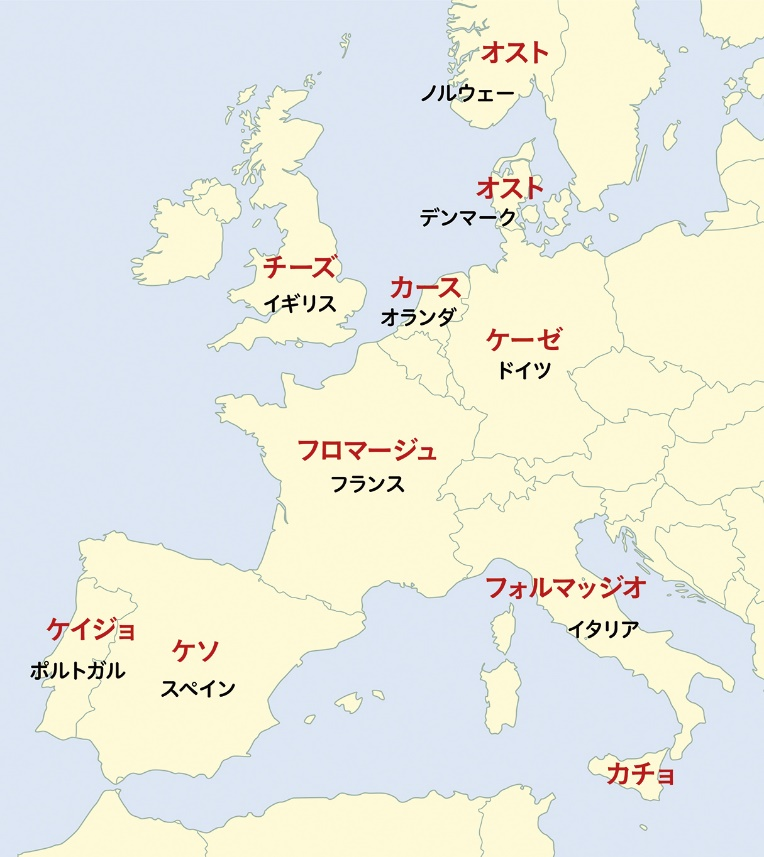 オスト
ノルウェー
オスト
デンマーク
チーズ
イギリス
カース
オランダ
ケーゼ
ドイツ
フロマージュ
フランス
フォルマッジオ
イタリア
ケイジョ
ポルトガル
ケソ
スペイン
カチョ